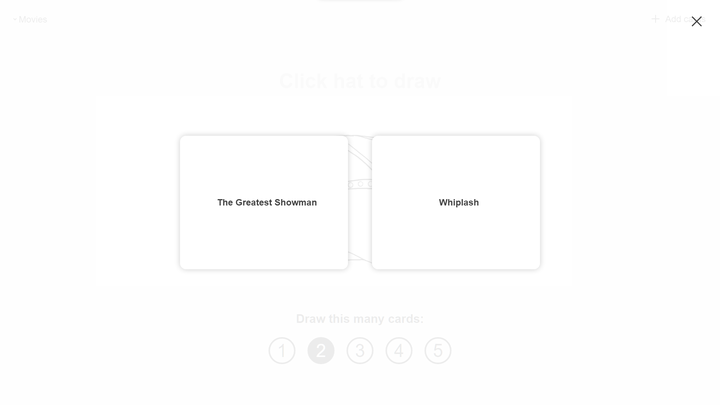 Movies
Add
Click hat to draw
The Greatest Showman
Whiplash
Draw this many cards:
1 2 3 4 5